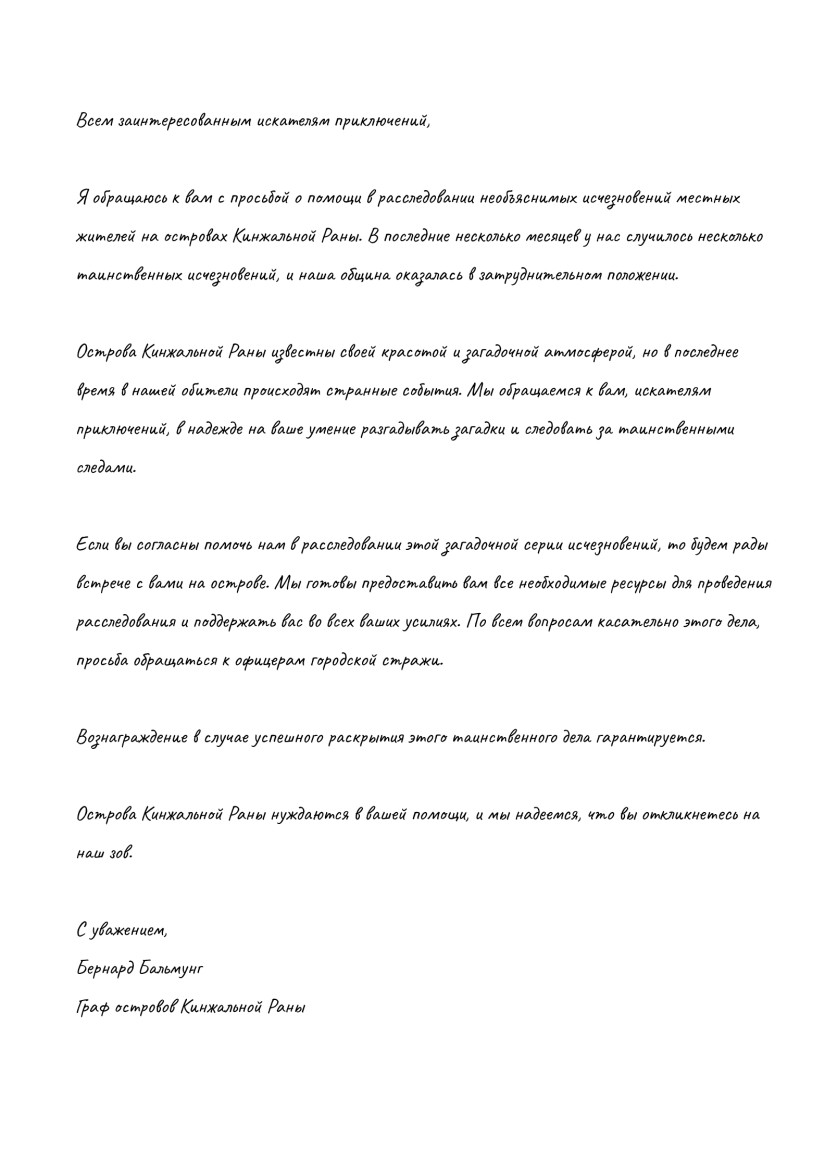 Всем заинтересованным искателям приключений,
Я обращаюсь к вам с просьбой о помощи в расследовании необъяснимых исчезновений местных
жителей на островах Кинжальной Раны. В последние несколько месяцев у нас случилось несколько
таинственных исчезновений, и наша община оказалась в затруднительном положении.
Острова Кинжальной Раны известны своей красотой и загадочной атмосферой, но в последнее
время в нашей обители происходят странные события. Мы обращаемся к вам, искателям
приключений, в надежде на ваше умение разгадывать загадки и следовать за таинственными
следами.
Если вы согласны помочь нам в расследовании этой загадочной серии исчезновений, то будем рады
встрече с вами на острове. Мы готовы предоставить вам все необходимые ресурсы для проведения
расследования и поддержать вас во всех ваших усилиях. По всем вопросам касательно этого дела,
просьба обращаться к офицерам городской стражи.
Вознаграждение в случае успешного раскрытия этого таинственного дела гарантируется.
Острова Кинжальной Раны нуждаются в вашей помощи, и мы надеемся, что вы откликнетесь на
наш зов.
С уважением,
Бернард Бальмунг
Граф островов Кинжальной Раны